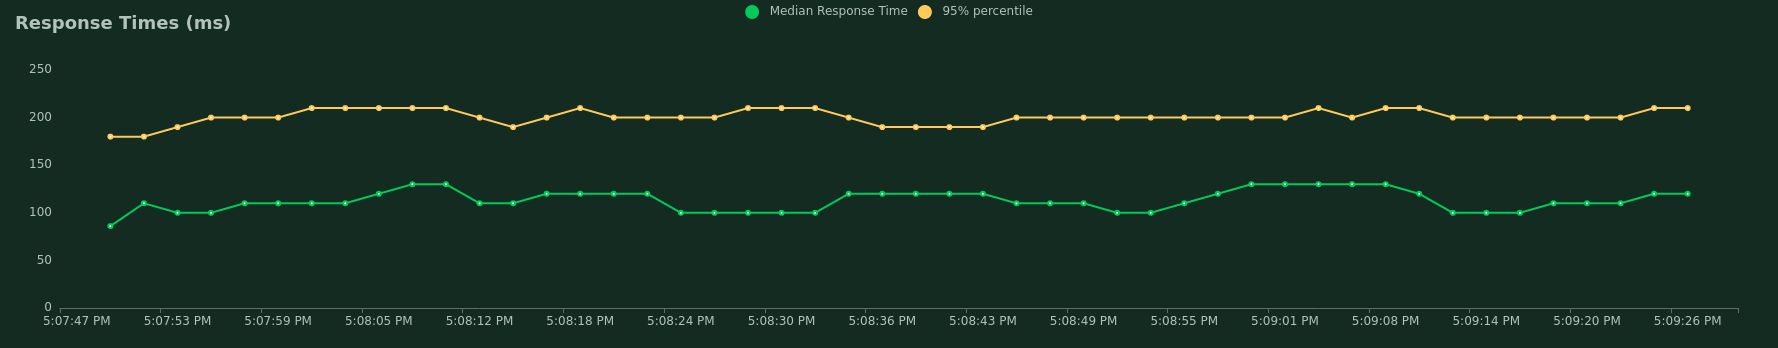 Response Times (ms)
Median Response Time 95% percentile
250
200
150
100
50
0
5:07:47 PM 5:07:53 PM 5:07:59 PM 5:08:05 PM 5:08:12 PM 5:08:18 PM 5:08:24 PM 5:08:30 PM 5:08:36 PM 5:08:43 PM 5:08:49 PM 5:08:55 PM 5:09:01 PM 5:09:08 PM 5:09:14 PM 5:09:20 PM 5:09:26 PM